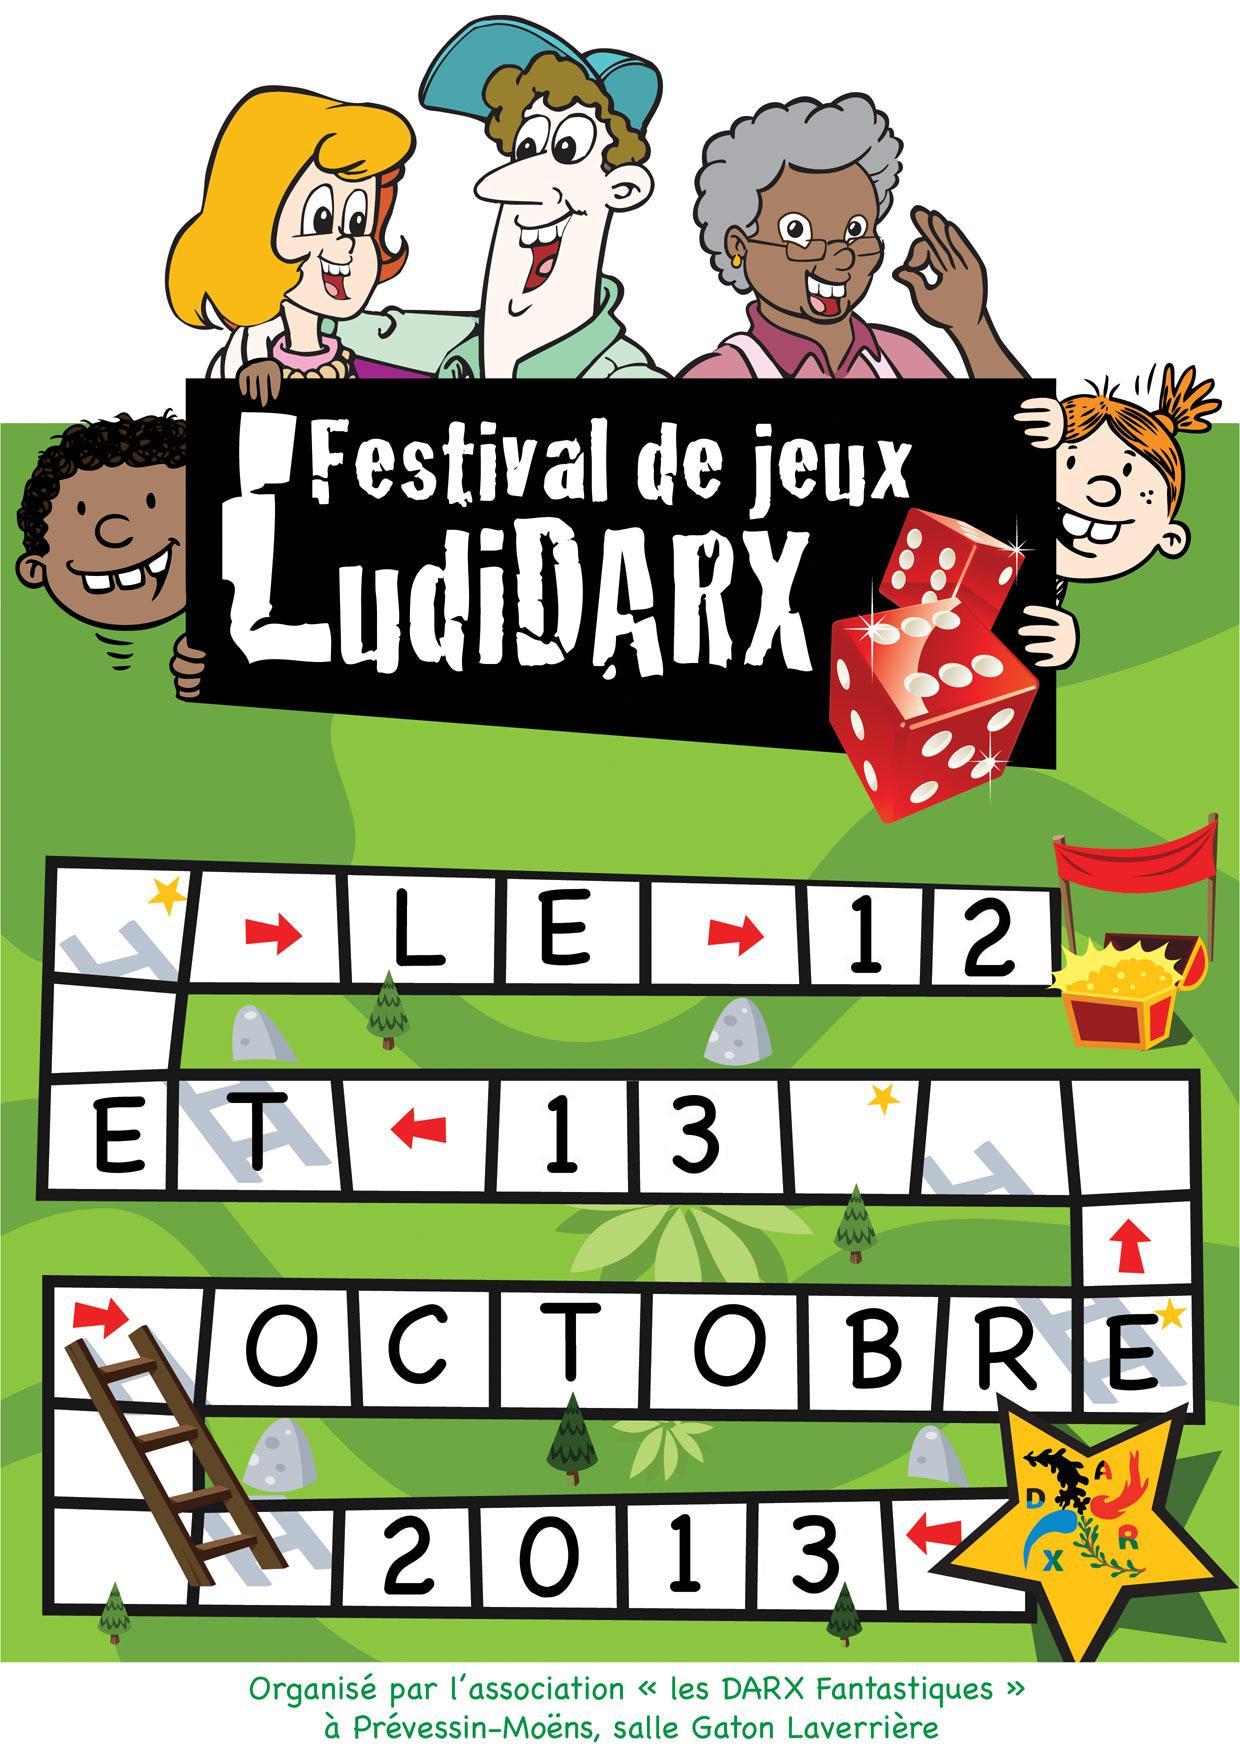 Festival de jeux
LudiDARX
LE 12
ET 13
OCTOBRE
2013
D A R X
Organisé par l'association « les DARX Fantastiques »
à Prévessin-Moëns, salle Gaton Laverrière